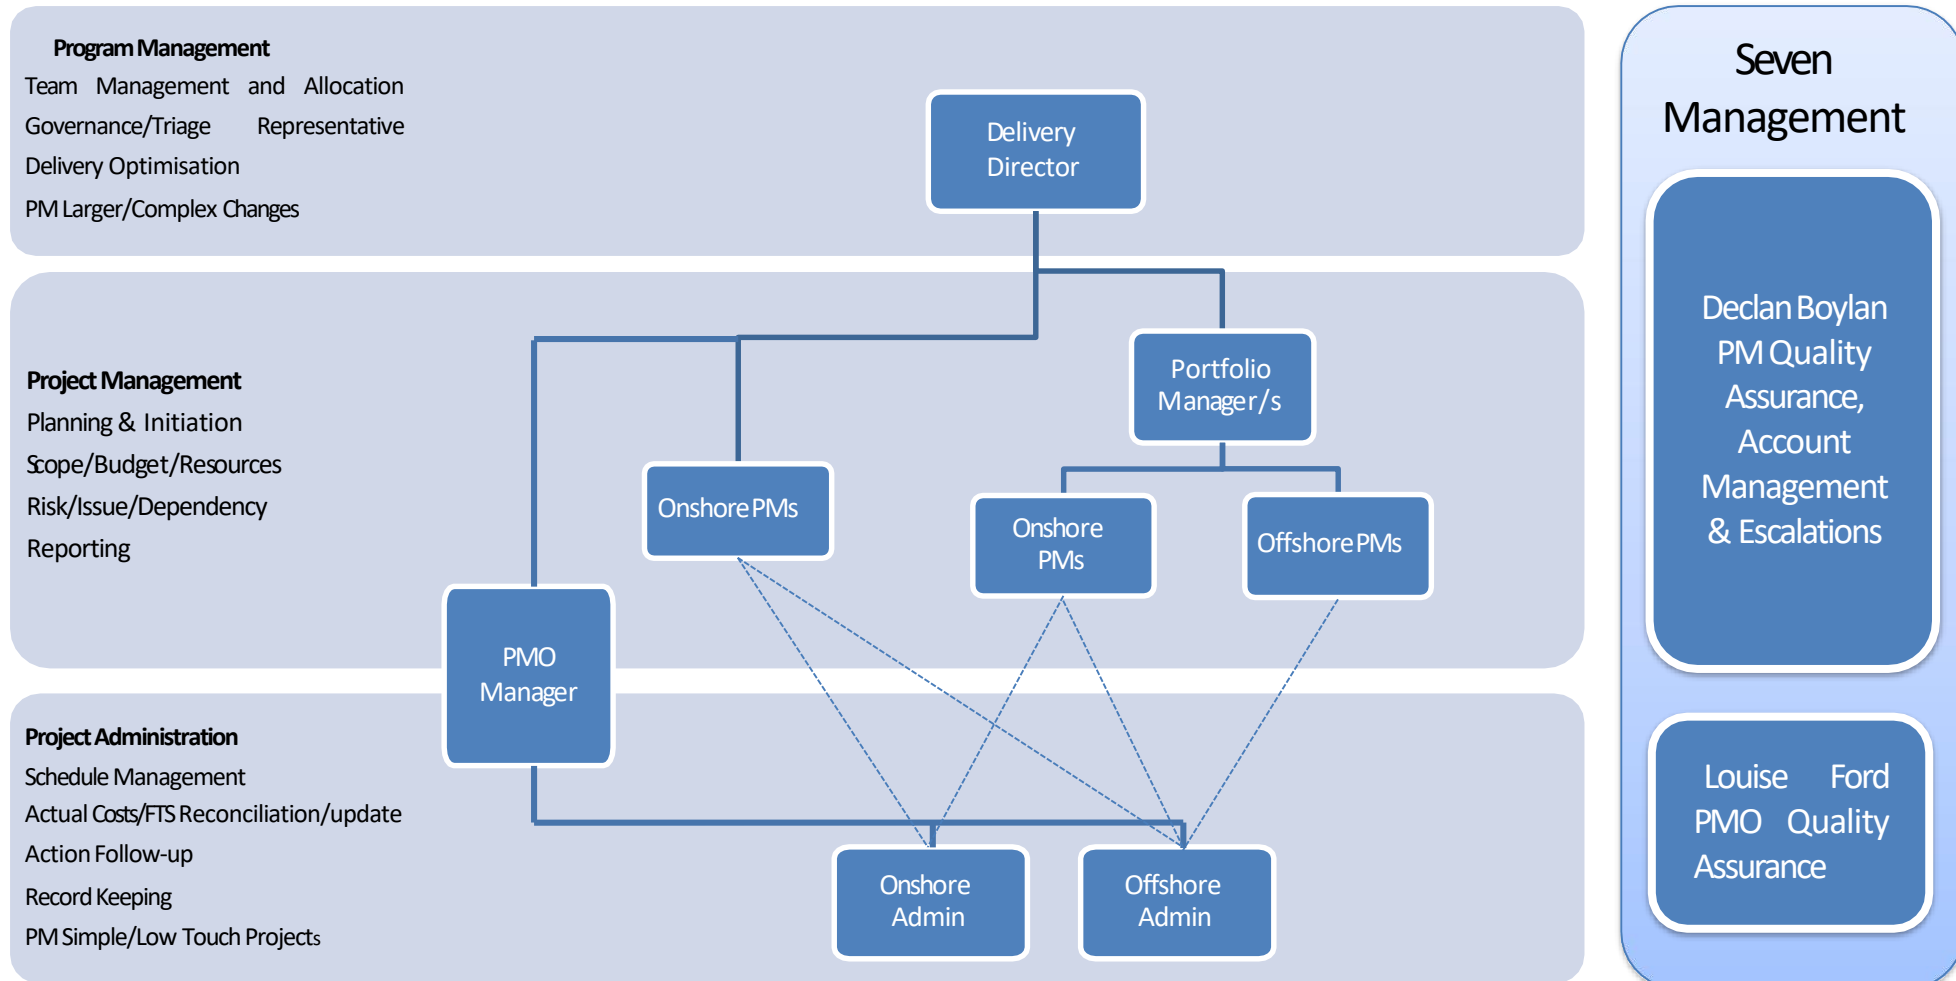 Program Management
Team Management and Allocation
Governance/Triage Representative
Delivery Optimisation
PM Larger/Complex Changes
Delivery
Director
Project Management
Planning & Initiation
Scope/Budget/Resources
Risk/Issue/Dependency
Reporting
Portfolio
Manager/s
Onshore PMs
Onshore
PMs
Offshore PMs
PMO
Manager
Project Administration
Schedule Management
Actual Costs/FTS Reconciliation/update
Action Follow-up
Record Keeping
PM Simple/Low Touch Projects
Onshore
Admin
Offshore
Admin
Seven
Management
Declan Boylan
PM Quality
Assurance,
Account
Management
& Escalations
Louise Ford
PMO Quality
Assurance